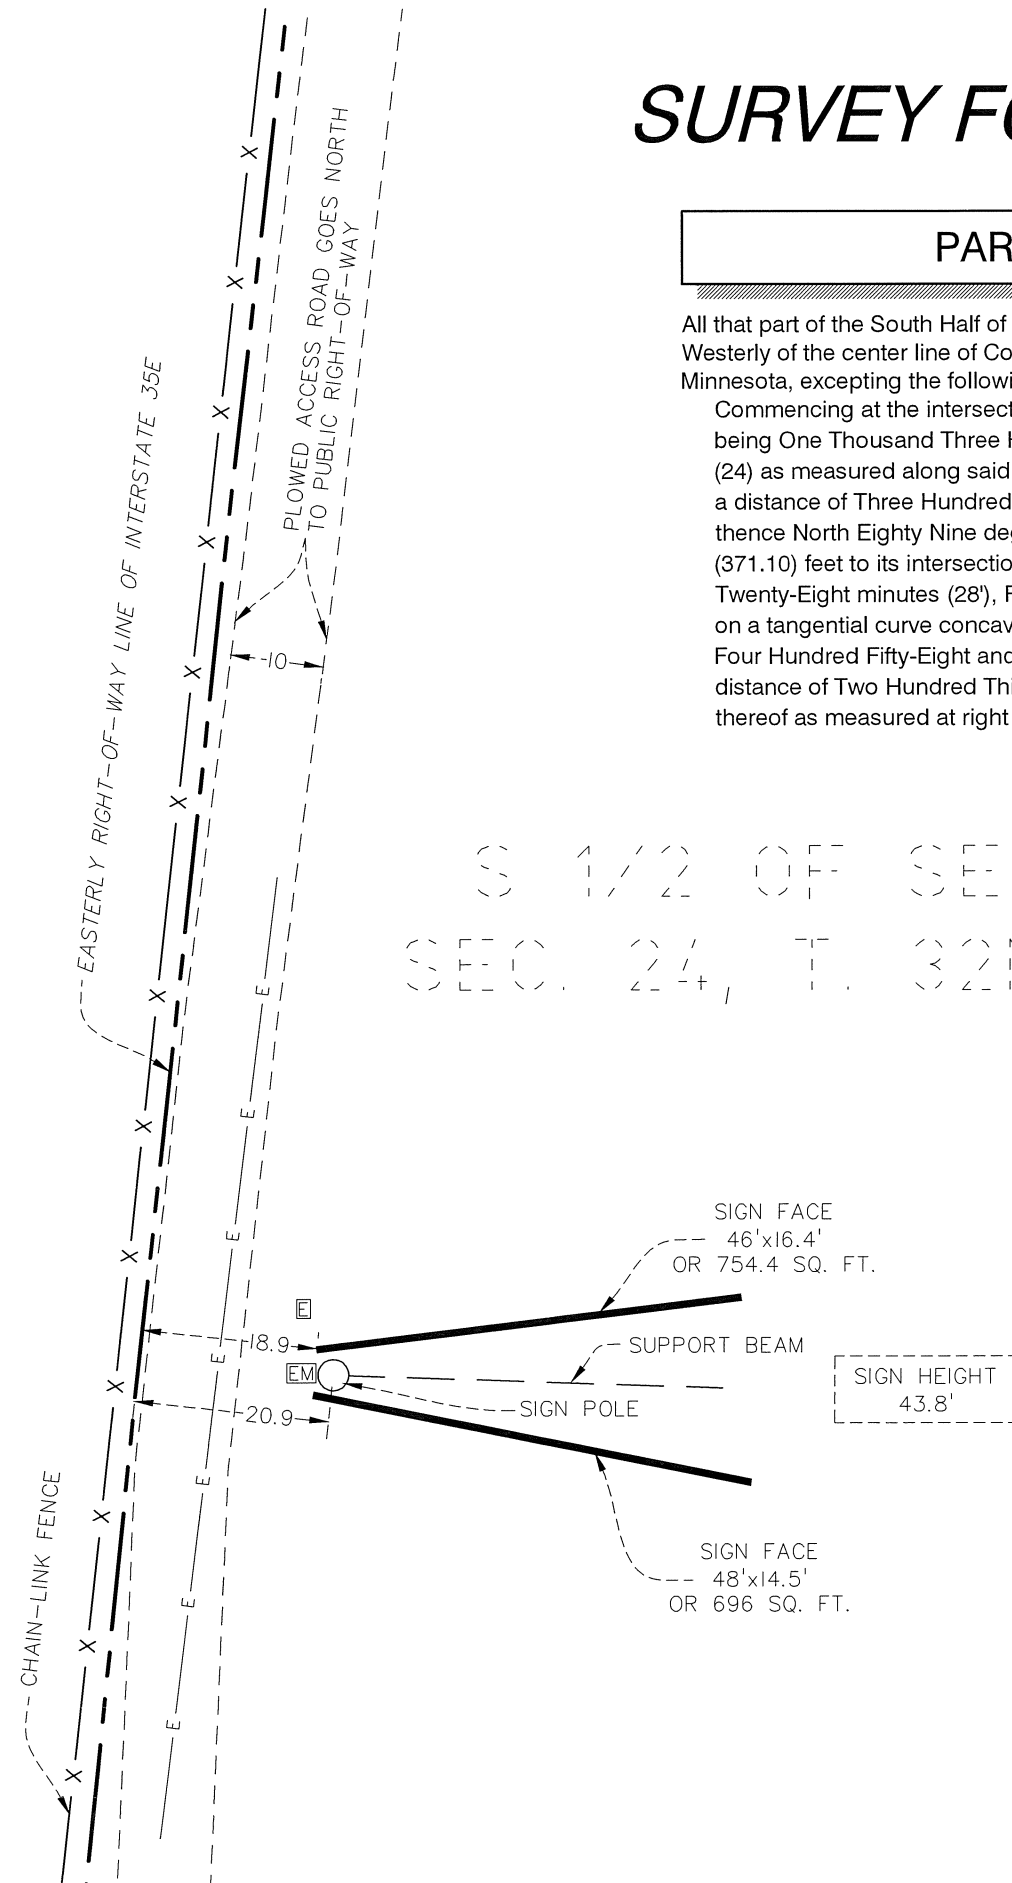 SURVEY FO
PAR
All that part of the South Half of
Westerly of the center line of Co
Minnesota, excepting the followi
Commencing at the intersect
being One Thousand Three H
(24) as measured along said
a distance of Three Hundred
thence North Eighty Nine deg
(371.10) feet to its intersectio
Twenty-Eight minutes (28'), F
on a tangential curve concav
Four Hundred Fifty-Eight and
distance of Two Hundred Thi
thereof as measured at right
PLOWED ACCESS ROAD GOES NORTH
TO PUBLIC RIGHT-OF-WAY
EASTERLY RIGHT-OF-WAY LINE OF INTERSTATE 35E
10
S 1/2 OF SE
SEC. 24, T. 32
SIGN FACE
46'x16.4'
OR 754.4 SQ. FT.
E
18.9
SUPPORT BEAM
EM
SIGN HEIGHT
43.8'
SIGN POLE
20.9
CHAIN-LINK FENCE
SIGN FACE
48'x14.5'
OR 696 SQ. FT.